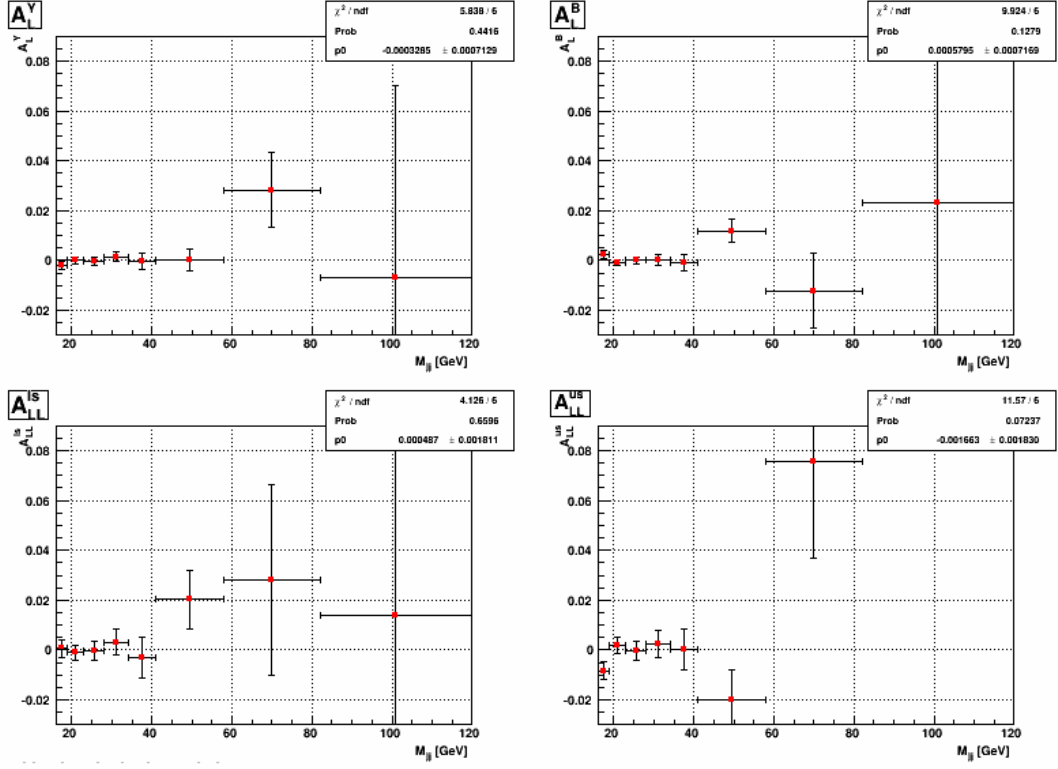 A_L^Y
χ² / ndf 5.838 / 6
Prob 0.4416
p0 -0.0003285 ± 0.0007129
A_L^Y
0.08
0.06
0.04
0.02
0
-0.02
20 40 60 80 100 120
M_jj [GeV]
A_L^B
χ² / ndf 9.924 / 6
Prob 0.1279
p0 0.0005795 ± 0.0007169
A_L^B
0.08
0.06
0.04
0.02
0
-0.02
20 40 60 80 100 120
M_jj [GeV]
A_LL^ls
χ² / ndf 4.126 / 6
Prob 0.6596
p0 0.000487 ± 0.001811
A_LL^ls
0.08
0.06
0.04
0.02
0
-0.02
20 40 60 80 100 120
M_jj [GeV]
A_LL^us
χ² / ndf 11.57 / 6
Prob 0.07237
p0 -0.001663 ± 0.001830
A_LL^us
0.08
0.06
0.04
0.02
0
-0.02
20 40 60 80 100 120
M_jj [GeV]